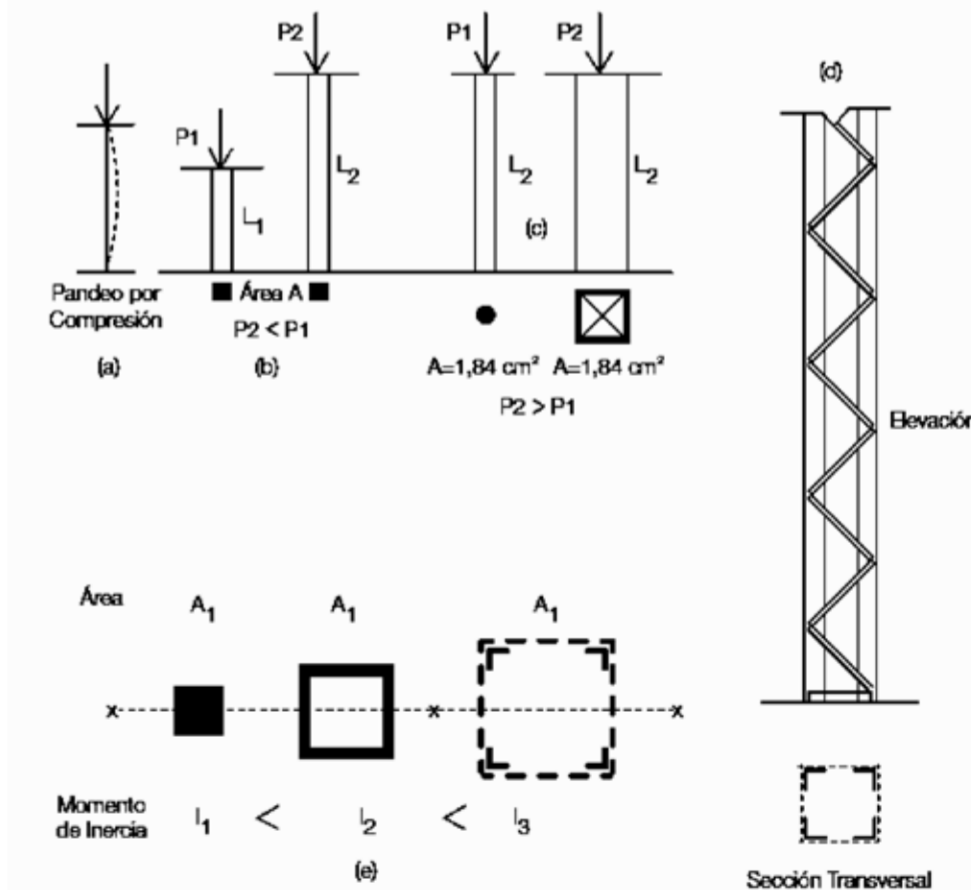 P2
P1
P2
(d)
P1
L2
L2
L2
L1
(c)
Pandeo por
Compresión
Área A
P2 < P1
(a)
(b)
A=1,84 cm²
A=1,84 cm²
P2 > P1
Elevación
Área
A1
A1
A1
x
x
x
Momento
de Inercia
I1 < I2 < I3
(e)
Sección Transversal